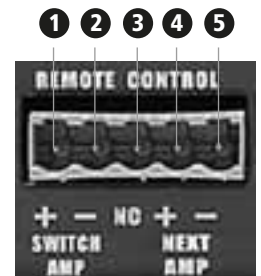 1 2 3 4 5
REMOTE CONTROL
+ – NC + –
SWITCH NEXT
AMP AMP